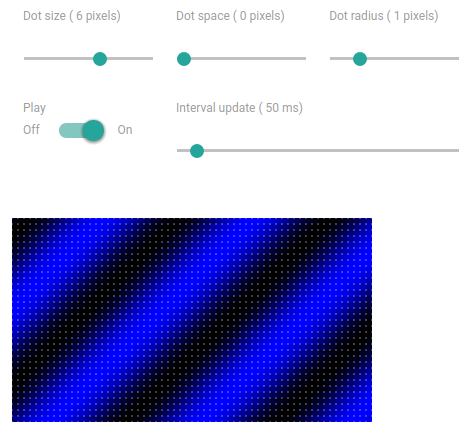 Dot size ( 6 pixels)
Dot space ( 0 pixels)
Dot radius ( 1 pixels)
Play
Interval update ( 50 ms)
Off
On